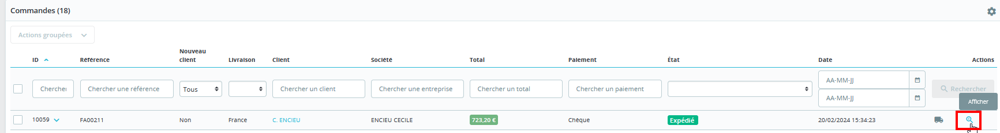 Commandes (18)
Actions groupées
ID Référence Nouveau client Livraison Client Société Total Paiement État Date Actions
Cherche Chercher une référence Tous Chercher un client Chercher une entreprise Chercher un total Chercher un paiement AA-MM-JJ Rechercher
AA-MM-JJ Afficher
10059 FA00211 Non France C. ENCIEU ENCIEU CECILE 723,20 € Chèque Expédié 20/02/2024 15:34:23